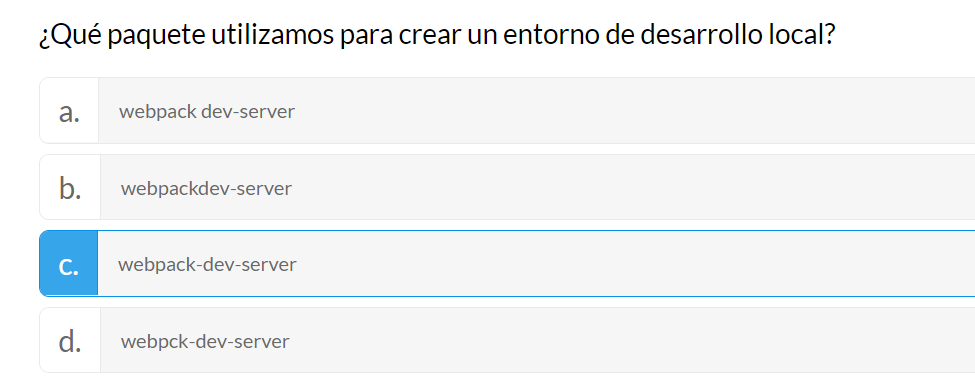 ¿Qué paquete utilizamos para crear un entorno de desarrollo local?
a. webpack dev-server
b. webpackdev-server
c. webpack-dev-server
d. webpck-dev-server